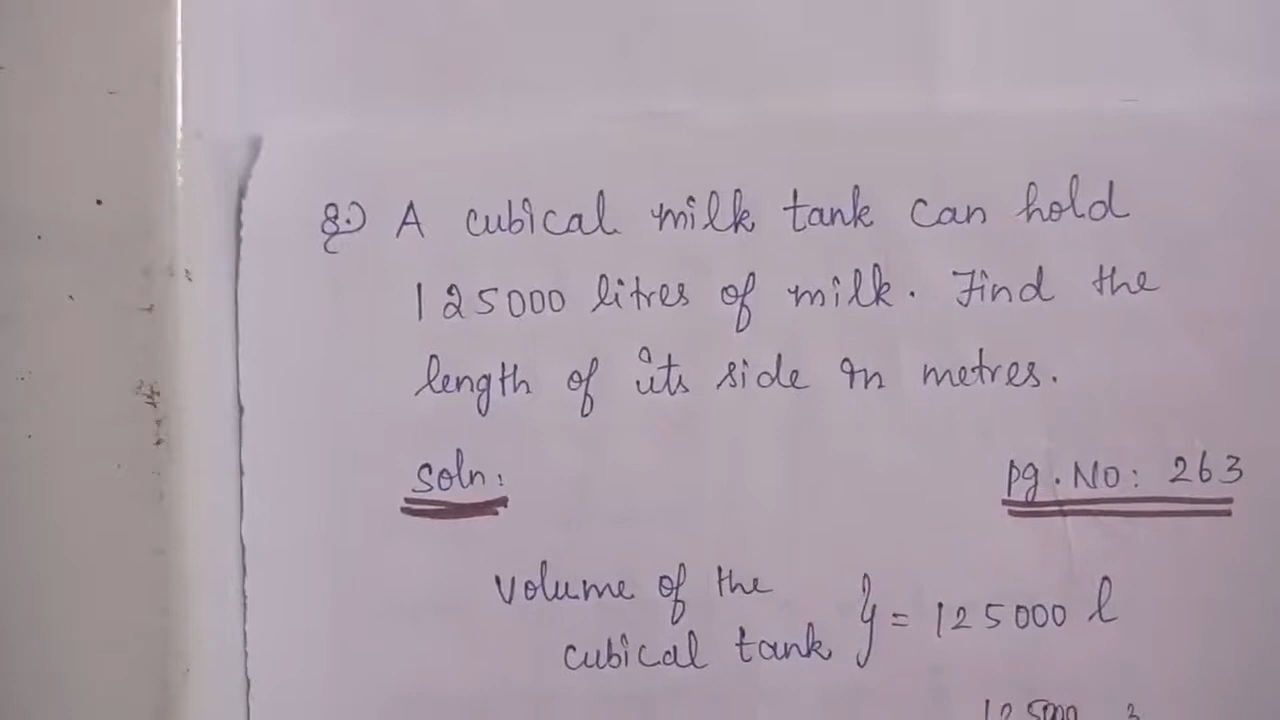 8.) A cubical milk tank can hold
125000 litres of milk. Find the
length of its side in metres.
Soln:
Pg. No: 263
Volume of the
cubical tank } = 125000 l